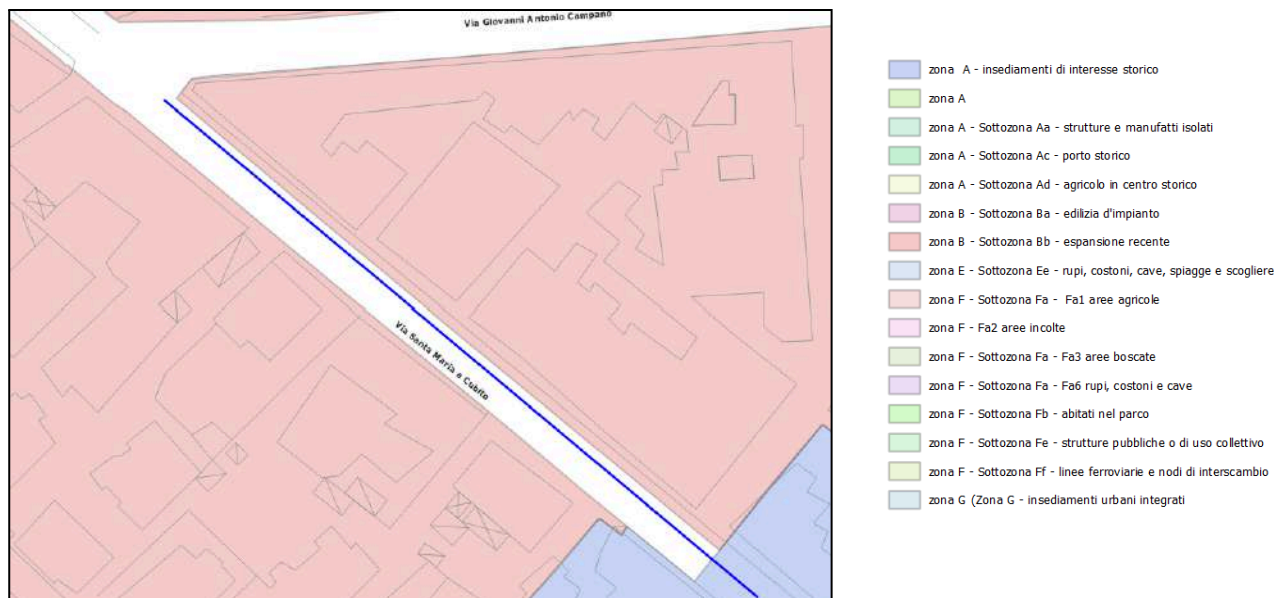 Via Giovanni Antonio Campano
Via Santa Maria a Cubito
zona A - insediamenti di interesse storico
zona A
zona A - Sottozona Aa - strutture e manufatti isolati
zona A - Sottozona Ac - porto storico
zona A - Sottozona Ad - agricolo in centro storico
zona B - Sottozona Ba - edilizia d'impianto
zona B - Sottozona Bb - espansione recente
zona E - Sottozona Ee - rupi, costoni, cave, spiagge e scogliere
zona F - Sottozona Fa - Fa1 aree agricole
zona F - Fa2 aree incolte
zona F - Sottozona Fa - Fa3 aree boscate
zona F - Sottozona Fa - Fa6 rupi, costoni e cave
zona F - Sottozona Fb - abitati nel parco
zona F - Sottozona Fe - strutture pubbliche o di uso collettivo
zona F - Sottozona Ff - linee ferroviarie e nodi di interscambio
zona G (Zona G - insediamenti urbani integrati